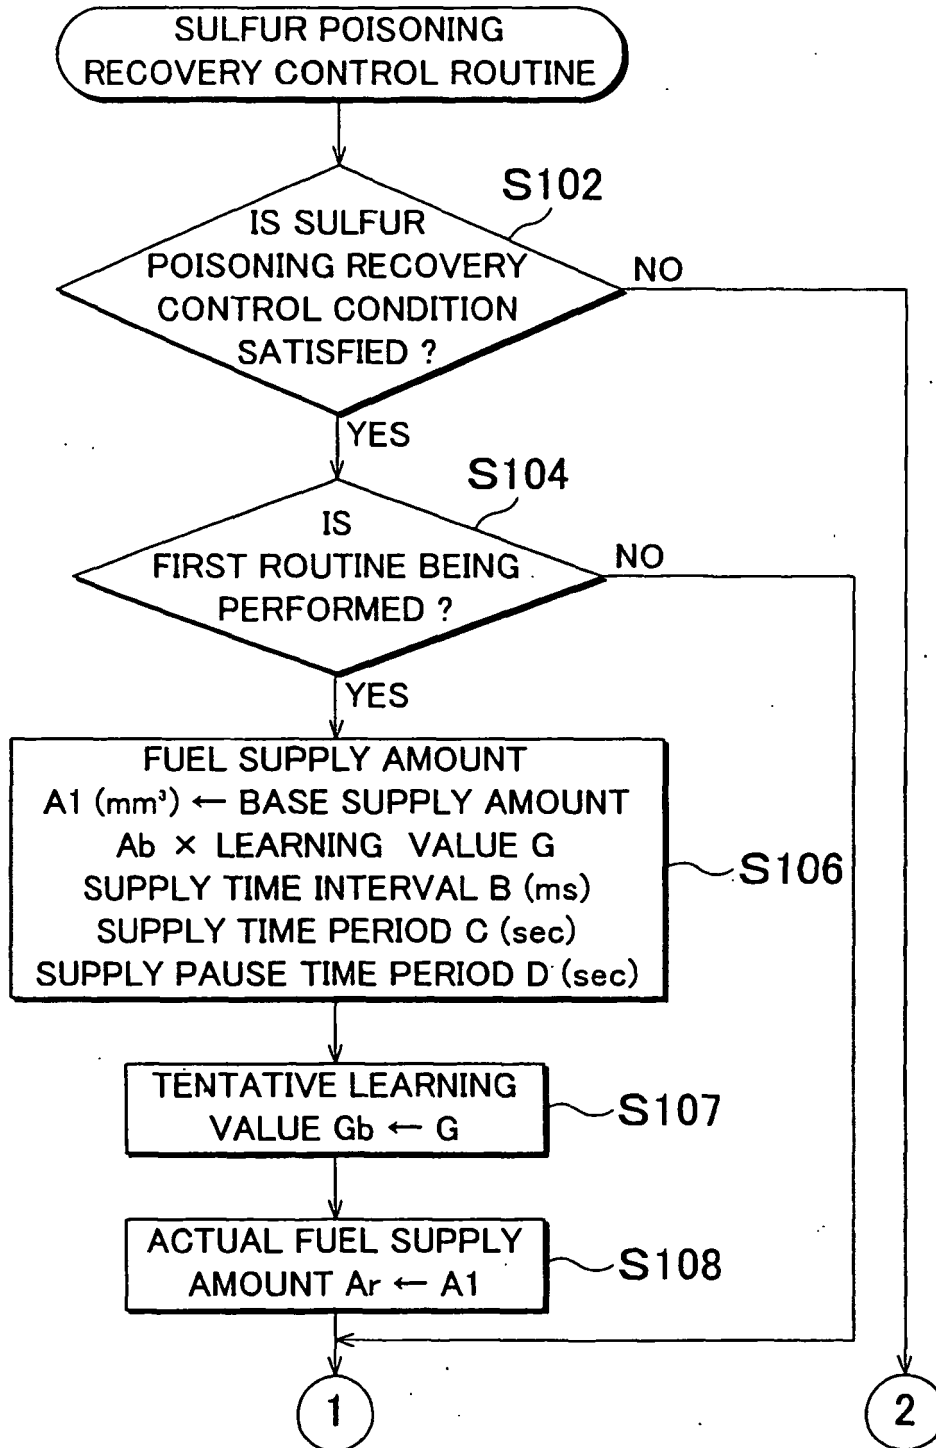 SULFUR POISONING
RECOVERY CONTROL ROUTINE
S102
IS SULFUR
POISONING RECOVERY
CONTROL CONDITION
SATISFIED ?
NO
YES
S104
IS
FIRST ROUTINE BEING
PERFORMED ?
NO
YES
FUEL SUPPLY AMOUNT
A1 (mm³) ← BASE SUPPLY AMOUNT
Ab × LEARNING VALUE G
SUPPLY TIME INTERVAL B (ms)
SUPPLY TIME PERIOD C (sec)
SUPPLY PAUSE TIME PERIOD D (sec)
S106
TENTATIVE LEARNING
VALUE Gb ← G
S107
ACTUAL FUEL SUPPLY
AMOUNT Ar ← A1
S108
1
2